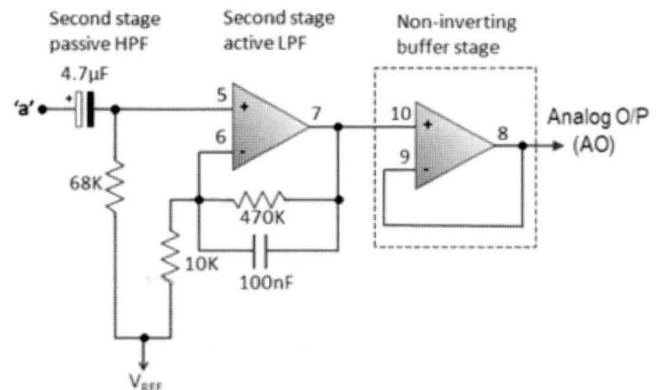 Second stage
passive HPF
Second stage
active LPF
Non-inverting
buffer stage
4.7µF
'a'
+
5
+
6
-
7
10
+
9
-
8
Analog O/P
(AO)
68K
470K
10K
100nF
VREF